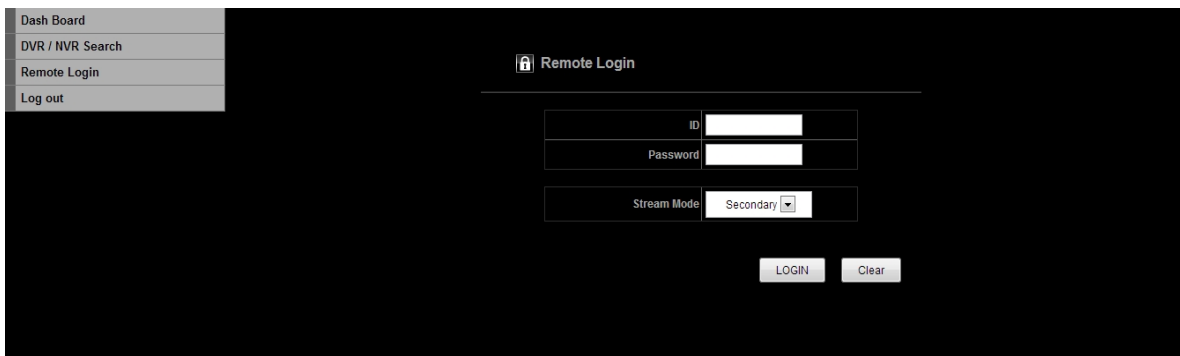 Dash Board
DVR / NVR Search
Remote Login
Log out
Remote Login
ID
Password
Stream Mode Secondary
LOGIN Clear